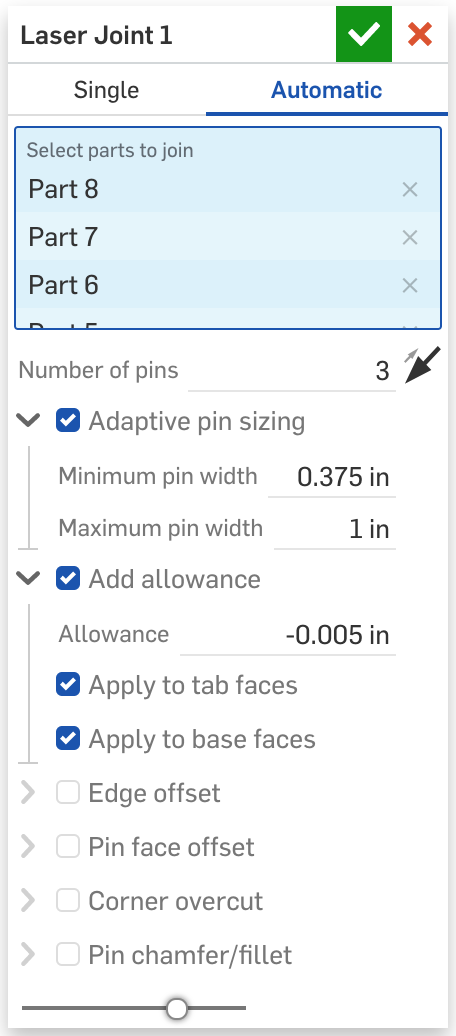 Laser Joint 1
Single Automatic
Select parts to join
Part 8
Part 7
Part 6
Number of pins 3
Adaptive pin sizing
Minimum pin width 0.375 in
Maximum pin width 1 in
Add allowance
Allowance -0.005 in
Apply to tab faces
Apply to base faces
Edge offset
Pin face offset
Corner overcut
Pin chamfer/fillet